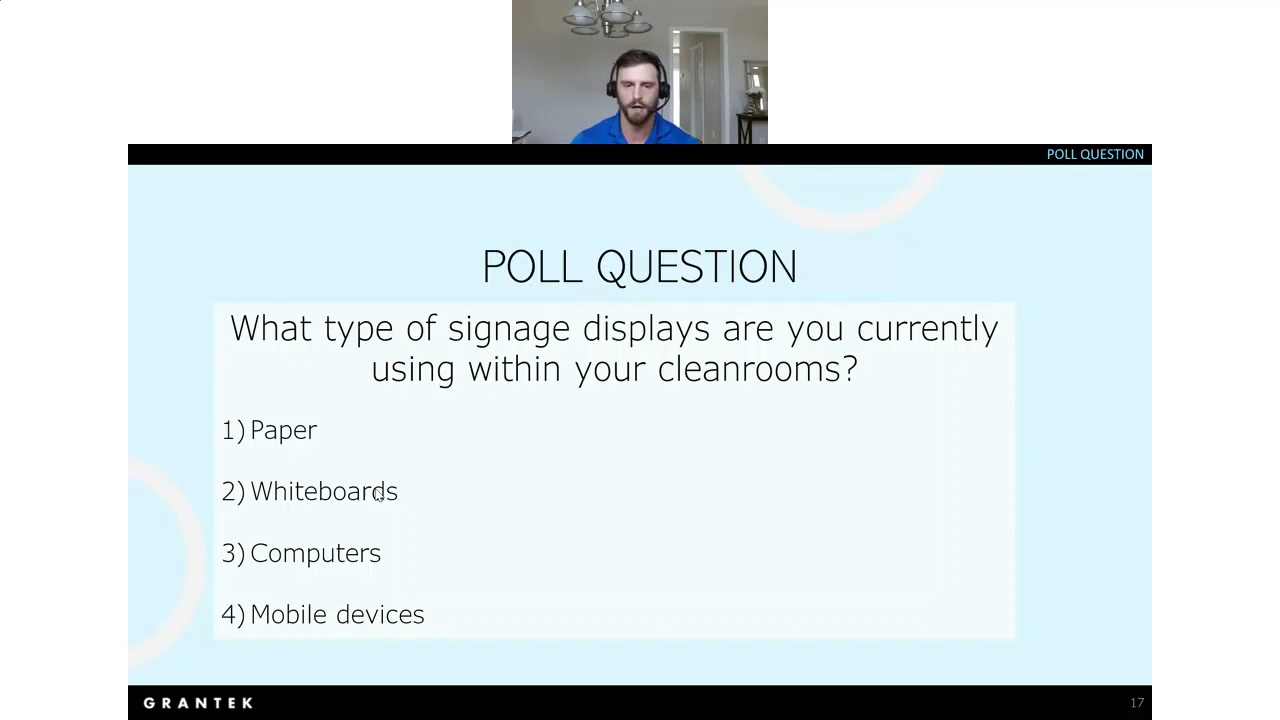 POLL QUESTION
POLL QUESTION
What type of signage displays are you currently
using within your cleanrooms?
1) Paper
2) Whiteboards
3) Computers
4) Mobile devices
GRANTEK
17